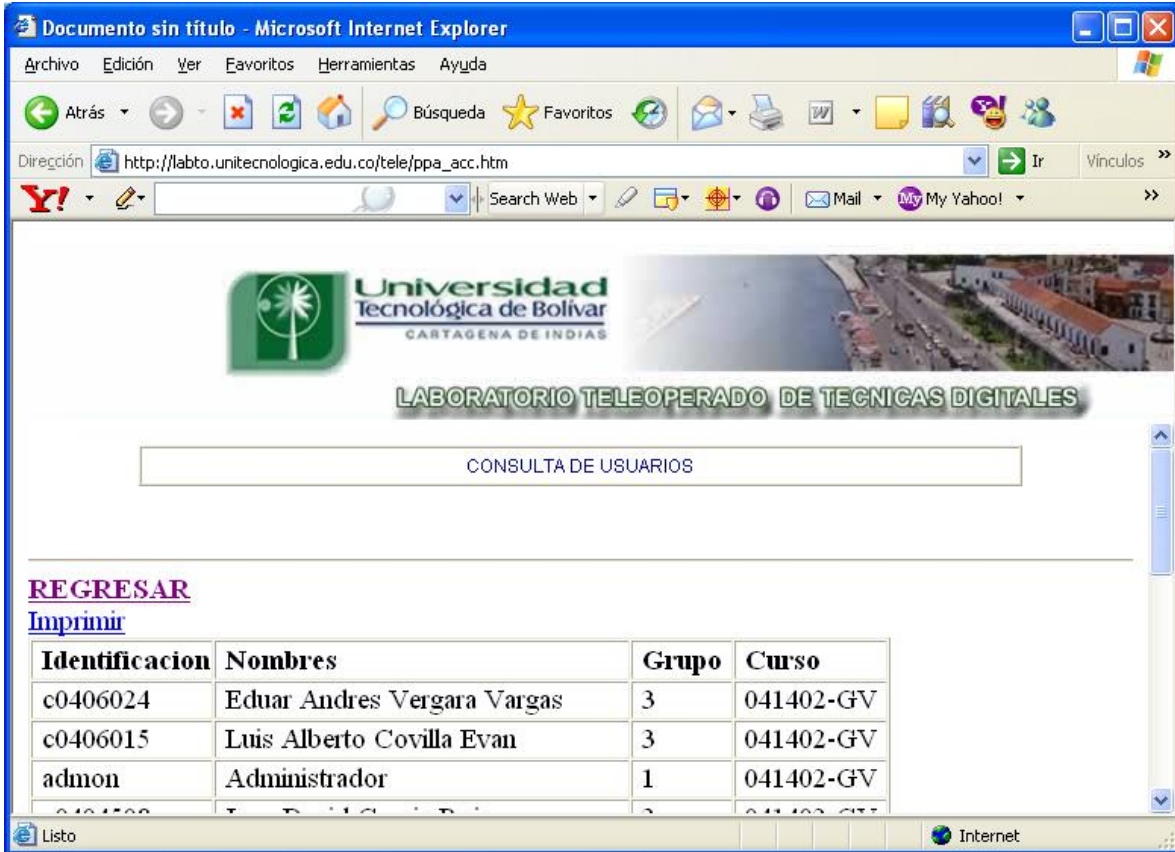 Documento sin título - Microsoft Internet Explorer
Archivo Edición Ver Favoritos Herramientas Ayuda
Atrás Búsqueda Favoritos
Dirección http://labto.unitecnologica.edu.co/tele/ppa_acc.htm Ir Vínculos »
Y! Search Web Mail My My Yahoo! »
Universidad
Tecnológica de Bolívar
CARTAGENA DE INDIAS
LABORATORIO TELEOPERADO DE TECNICAS DIGITALES
CONSULTA DE USUARIOS
REGRESAR
Imprimir
Identificacion Nombres Grupo Curso
c0406024 Eduar Andres Vergara Vargas 3 041402-GV
c0406015 Luis Alberto Covilla Evan 3 041402-GV
admon Administrador 1 041402-GV
Listo Internet